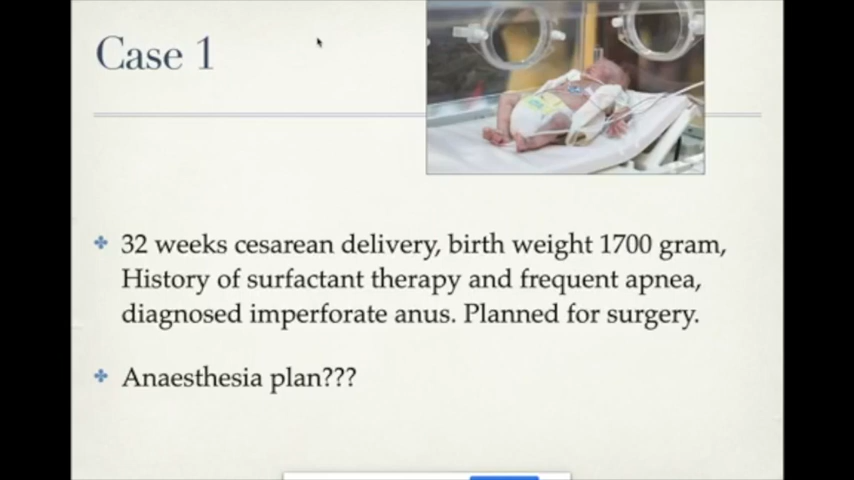 Case 1
32 weeks cesarean delivery, birth weight 1700 gram,
History of surfactant therapy and frequent apnea,
diagnosed imperforate anus. Planned for surgery.
Anaesthesia plan???